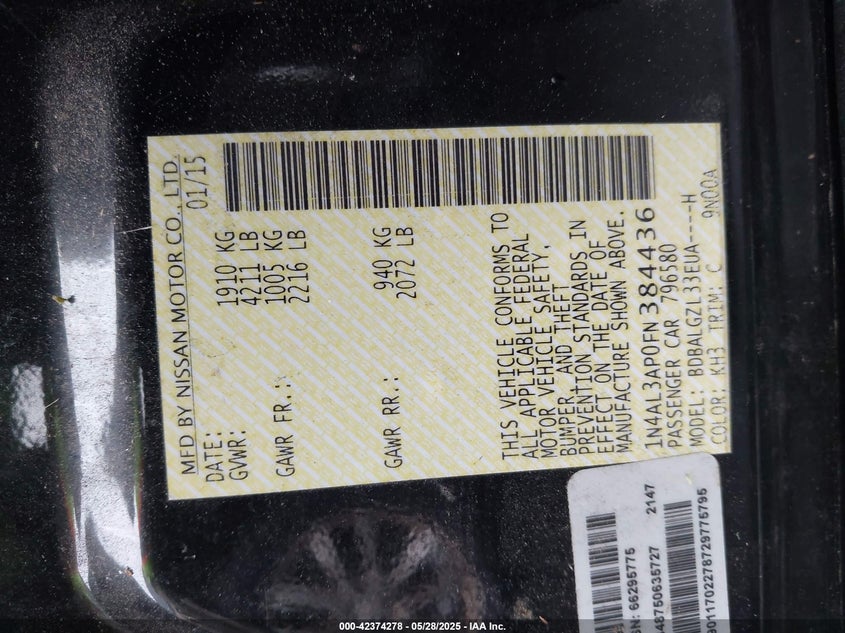 MFD BY NISSAN MOTOR CO., LTD.
DATE: 01/15
GVWR: 1910 KG
4211 LB
GAWR FR.: 1005 KG
2216 LB
GAWR RR.: 940 KG
2072 LB
THIS VEHICLE CONFORMS TO
ALL APPLICABLE FEDERAL
MOTOR VEHICLE SAFETY,
BUMPER, AND THEFT
PREVENTION STANDARDS IN
EFFECT ON THE DATE OF
MANUFACTURE SHOWN ABOVE.
1N4AL3AP0FN384436
PASSENGER CAR 796580
MODEL: BDBALGZL33EUA----H
COLOR: KH3 TRIM: C 9N00A
66295775 2147
48750635727
0117022787297757​95
000-42374278 - 05/28/2025 - IAA Inc.